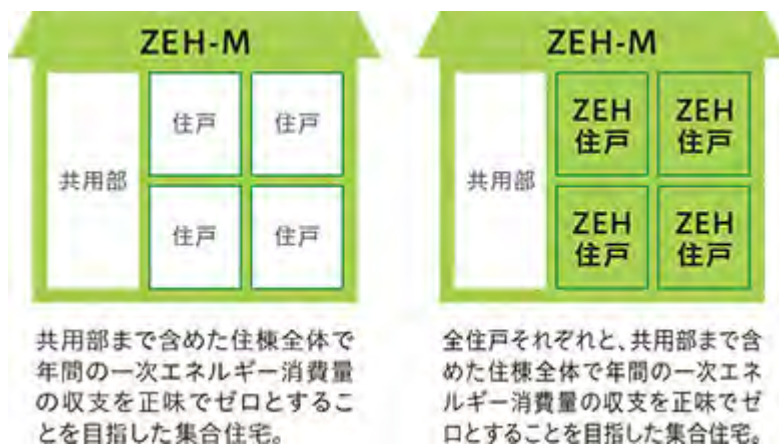 ZEH-M
共用部
住戸
住戸
住戸
住戸
共用部まで含めた住棟全体で
年間の一次エネルギー消費量
の収支を正味でゼロとするこ
とを目指した集合住宅。
ZEH-M
共用部
ZEH
住戸
ZEH
住戸
ZEH
住戸
ZEH
住戸
全住戸それぞれと、共用部まで含
めた住棟全体で年間の一次エネ
ルギー消費量の収支を正味でゼ
ロとすることを目指した集合住宅。